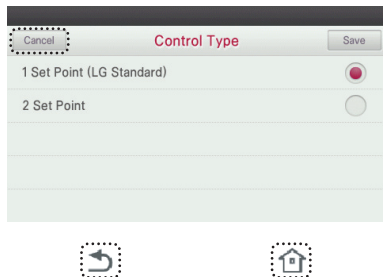 Cancel Control Type Save
1 Set Point (LG Standard)
2 Set Point